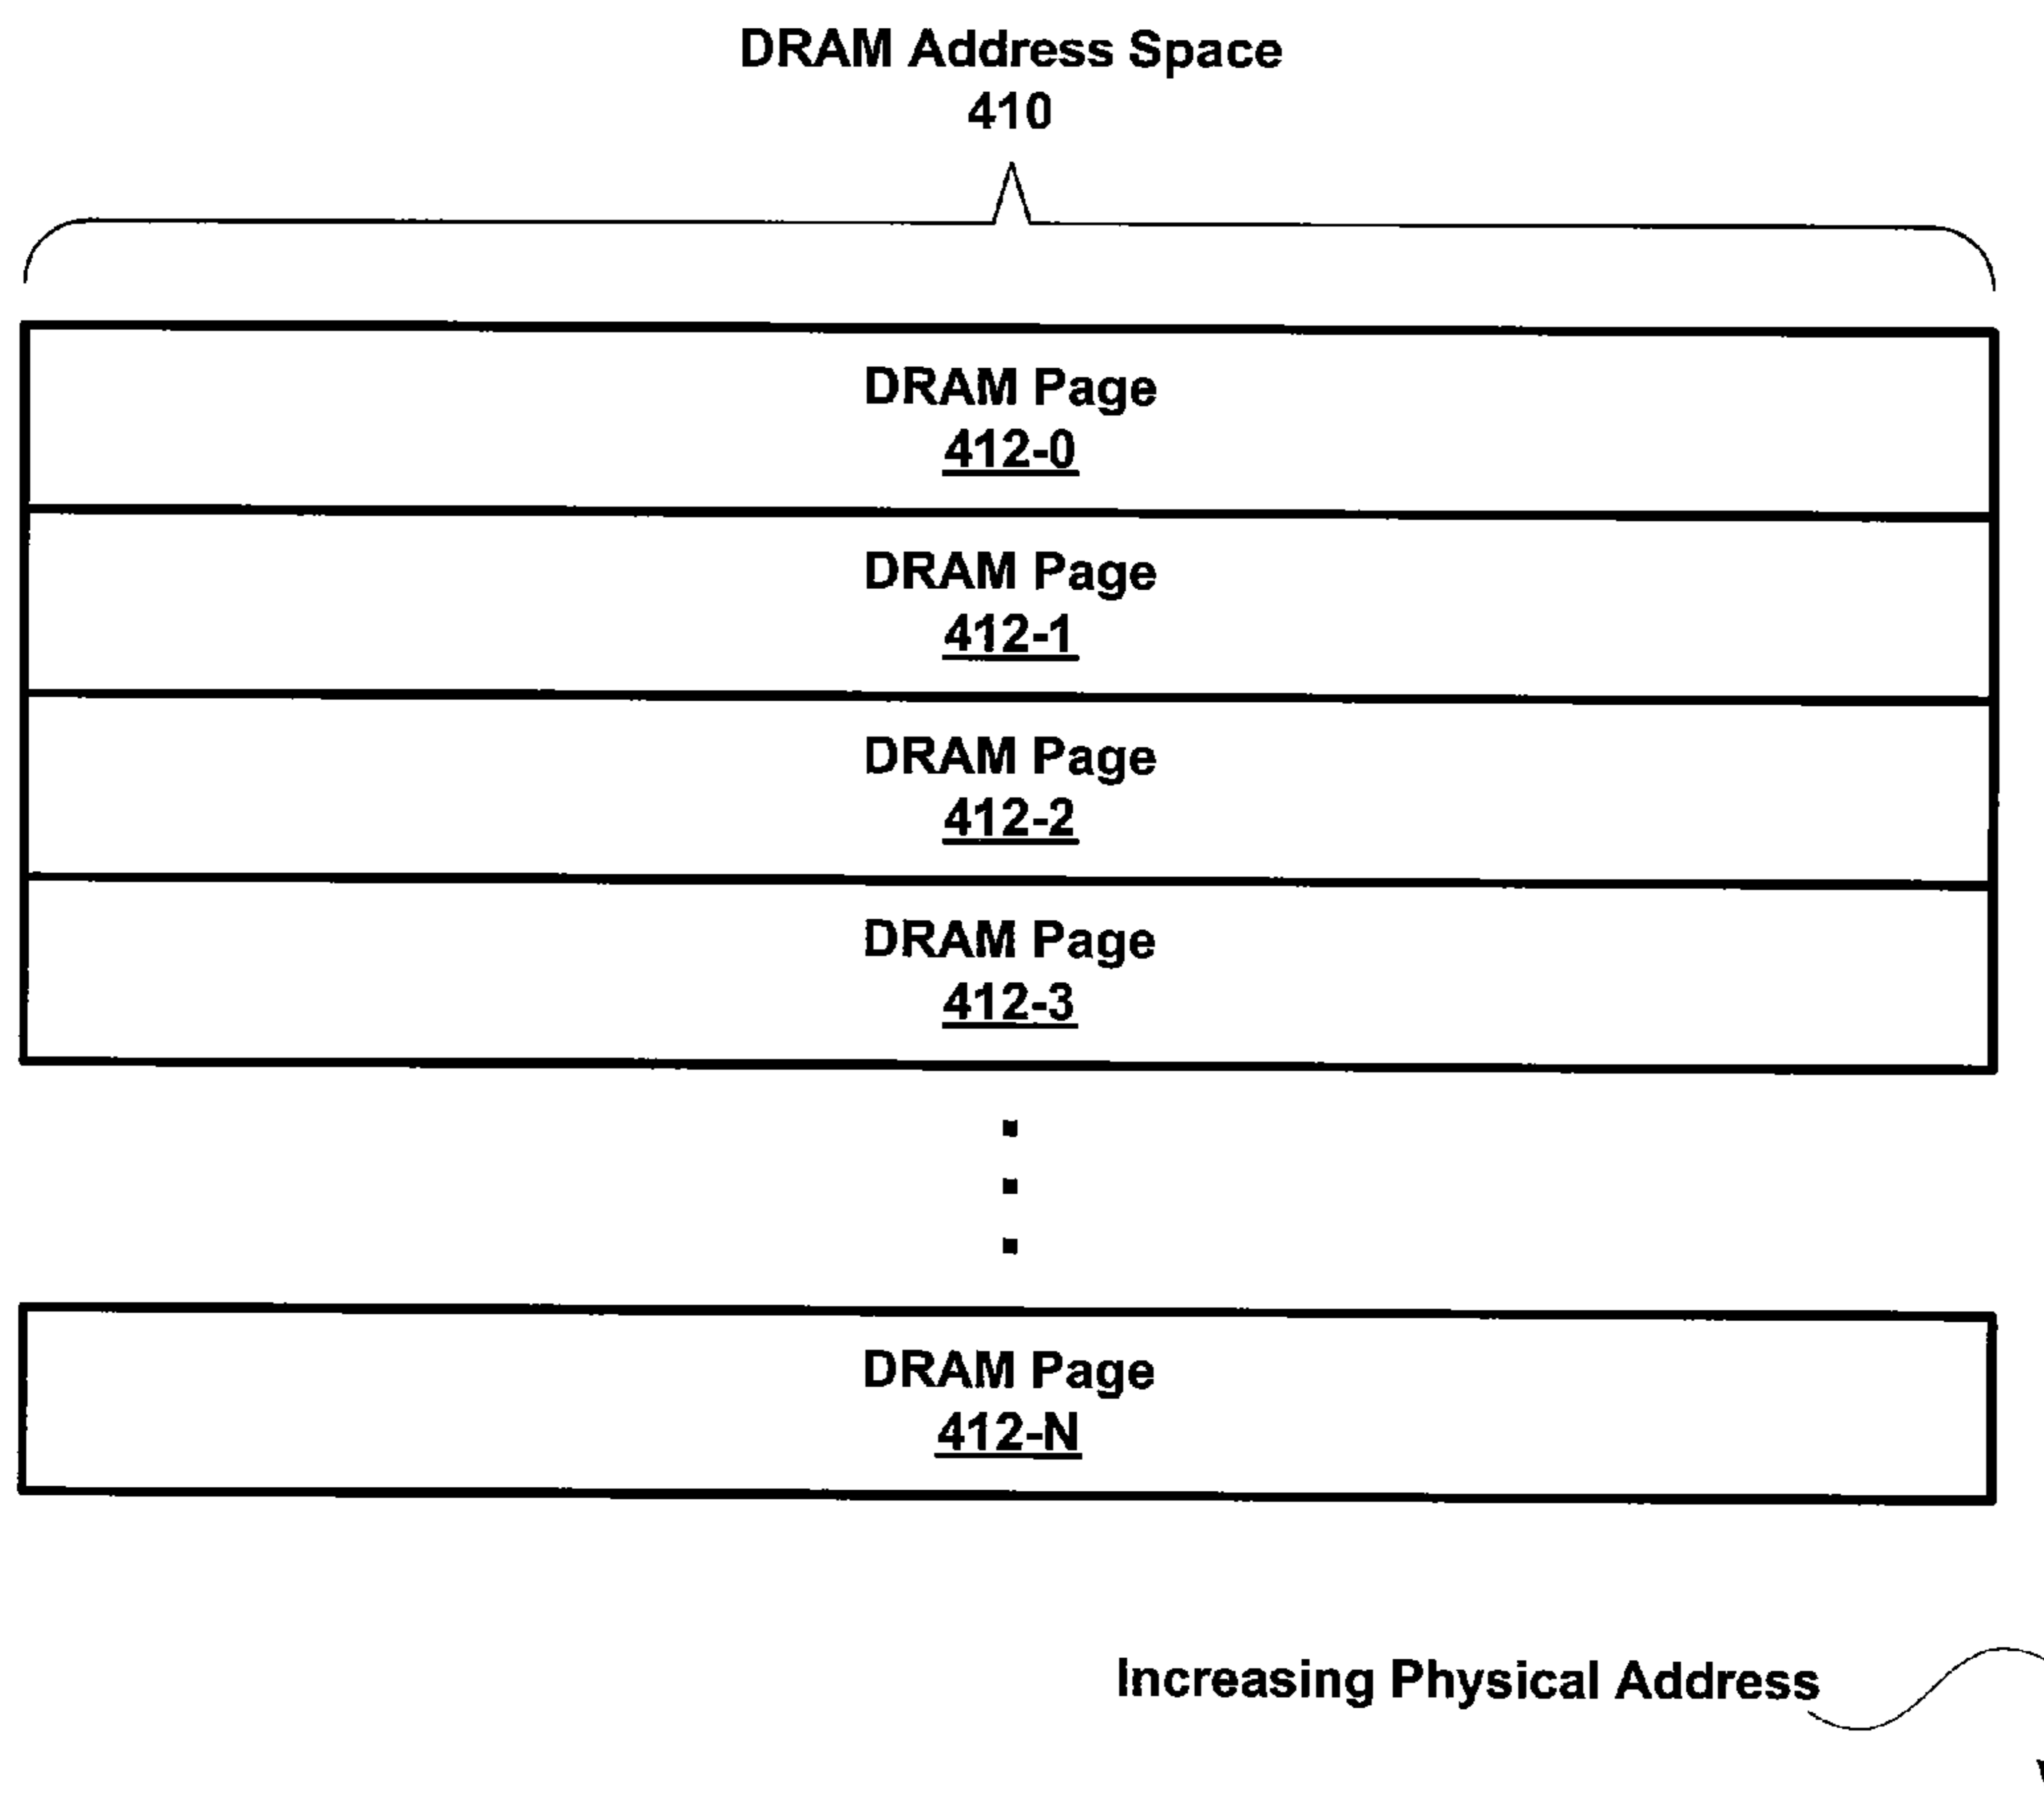 DRAM Address Space
410
DRAM Page
412-0
DRAM Page
412-1
DRAM Page
412-2
DRAM Page
412-3
DRAM Page
412-N
Increasing Physical Address